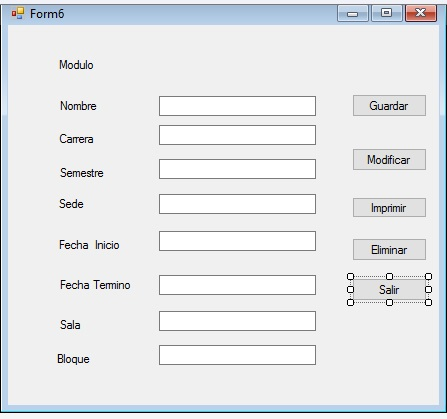 Form6
Modulo
Nombre
Guardar
Carrera
Modificar
Semestre
Sede
Imprimir
Fecha Inicio
Eliminar
Fecha Termino
Salir
Sala
Bloque